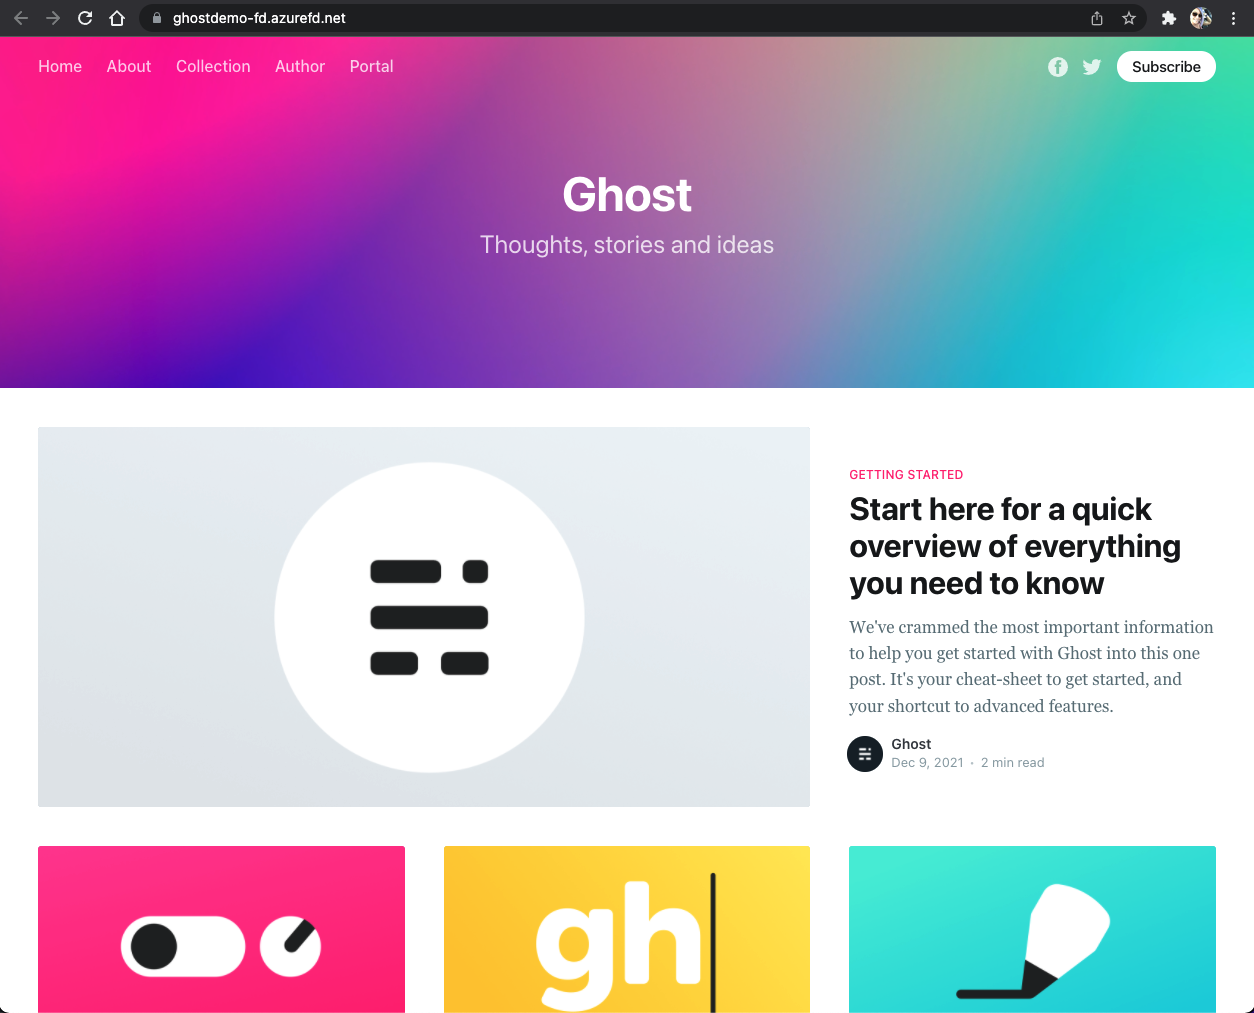 ghostdemo-fd.azurefd.net
Home About Collection Author Portal
Subscribe
Ghost
Thoughts, stories and ideas
GETTING STARTED
Start here for a quick
overview of everything
you need to know
We've crammed the most important information
to help you get started with Ghost into this one
post. It's your cheat-sheet to get started, and
your shortcut to advanced features.
Ghost
Dec 9, 2021 · 2 min read
gh